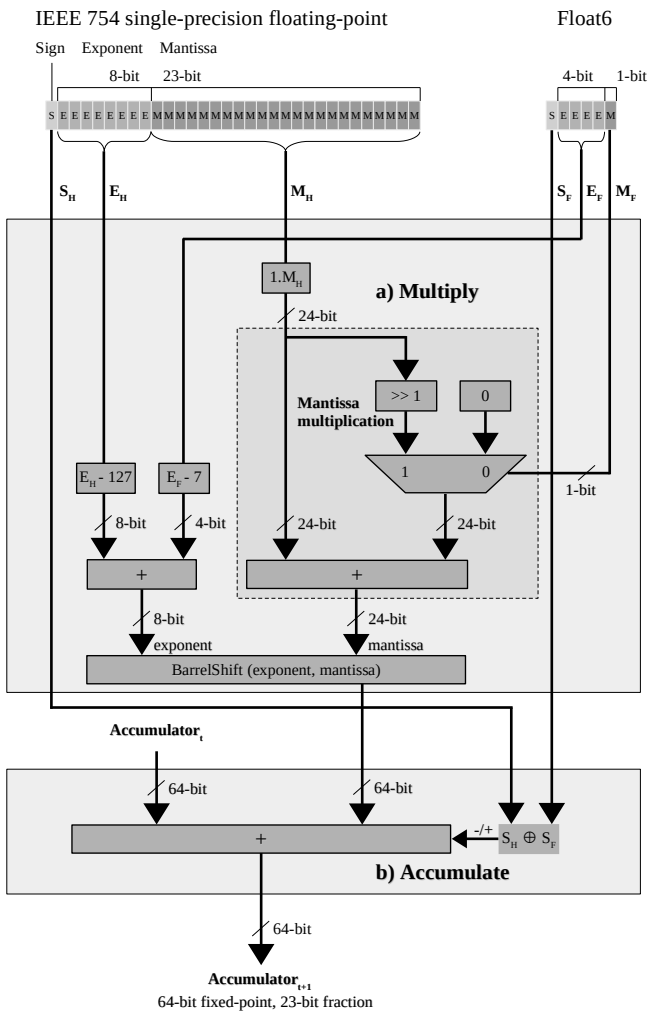 IEEE 754 single-precision floating-point Float6
Sign Exponent Mantissa
8-bit 23-bit 4-bit 1-bit
S E E E E E E E E M M M M M M M M M M M M M M M M M M M M M M M S E E E E M
S_H E_H M_H S_F E_F M_F
1.M_H
a) Multiply
24-bit
>> 1 0
Mantissa
multiplication
1 0
E_H - 127 E_F - 7
1-bit
8-bit 4-bit 24-bit 24-bit
+ +
8-bit 24-bit
exponent mantissa
BarrelShift (exponent, mantissa)
Accumulator_t
64-bit 64-bit
-/+
+ S_H ⊕ S_F
b) Accumulate
64-bit
Accumulator_t+1
64-bit fixed-point, 23-bit fraction